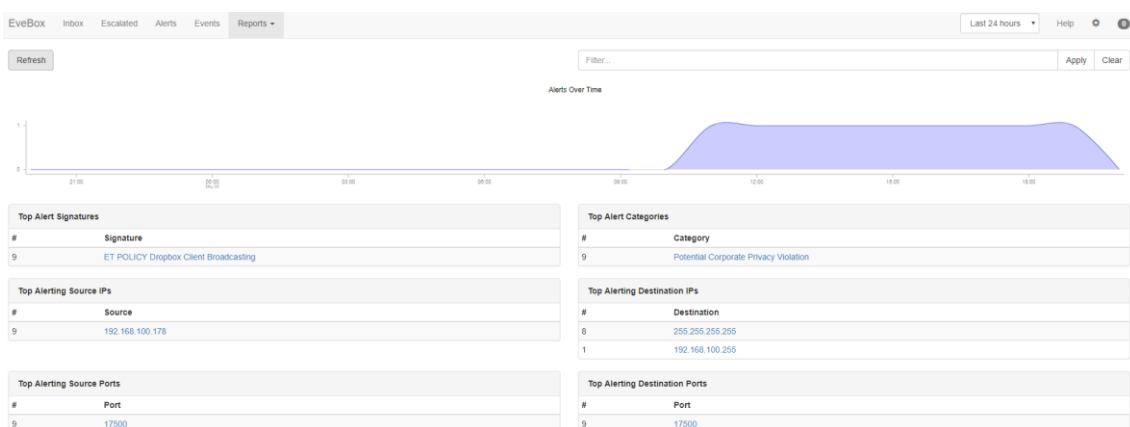 EveBox Inbox Escalated Alerts Events Reports Last 24 hours Help 0
Refresh Filter... Apply Clear
Alerts Over Time
1
0
21:00 00:00 03:00 06:00 09:00 12:00 15:00 18:00
Top Alert Signatures
# Signature
9 ET POLICY Dropbox Client Broadcasting
Top Alert Categories
# Category
9 Potential Corporate Privacy Violation
Top Alerting Source IPs
# Source
9 192.168.100.178
Top Alerting Destination IPs
# Destination
8 255.255.255.255
1 192.168.100.255
Top Alerting Source Ports
# Port
9 17500
Top Alerting Destination Ports
# Port
9 17500